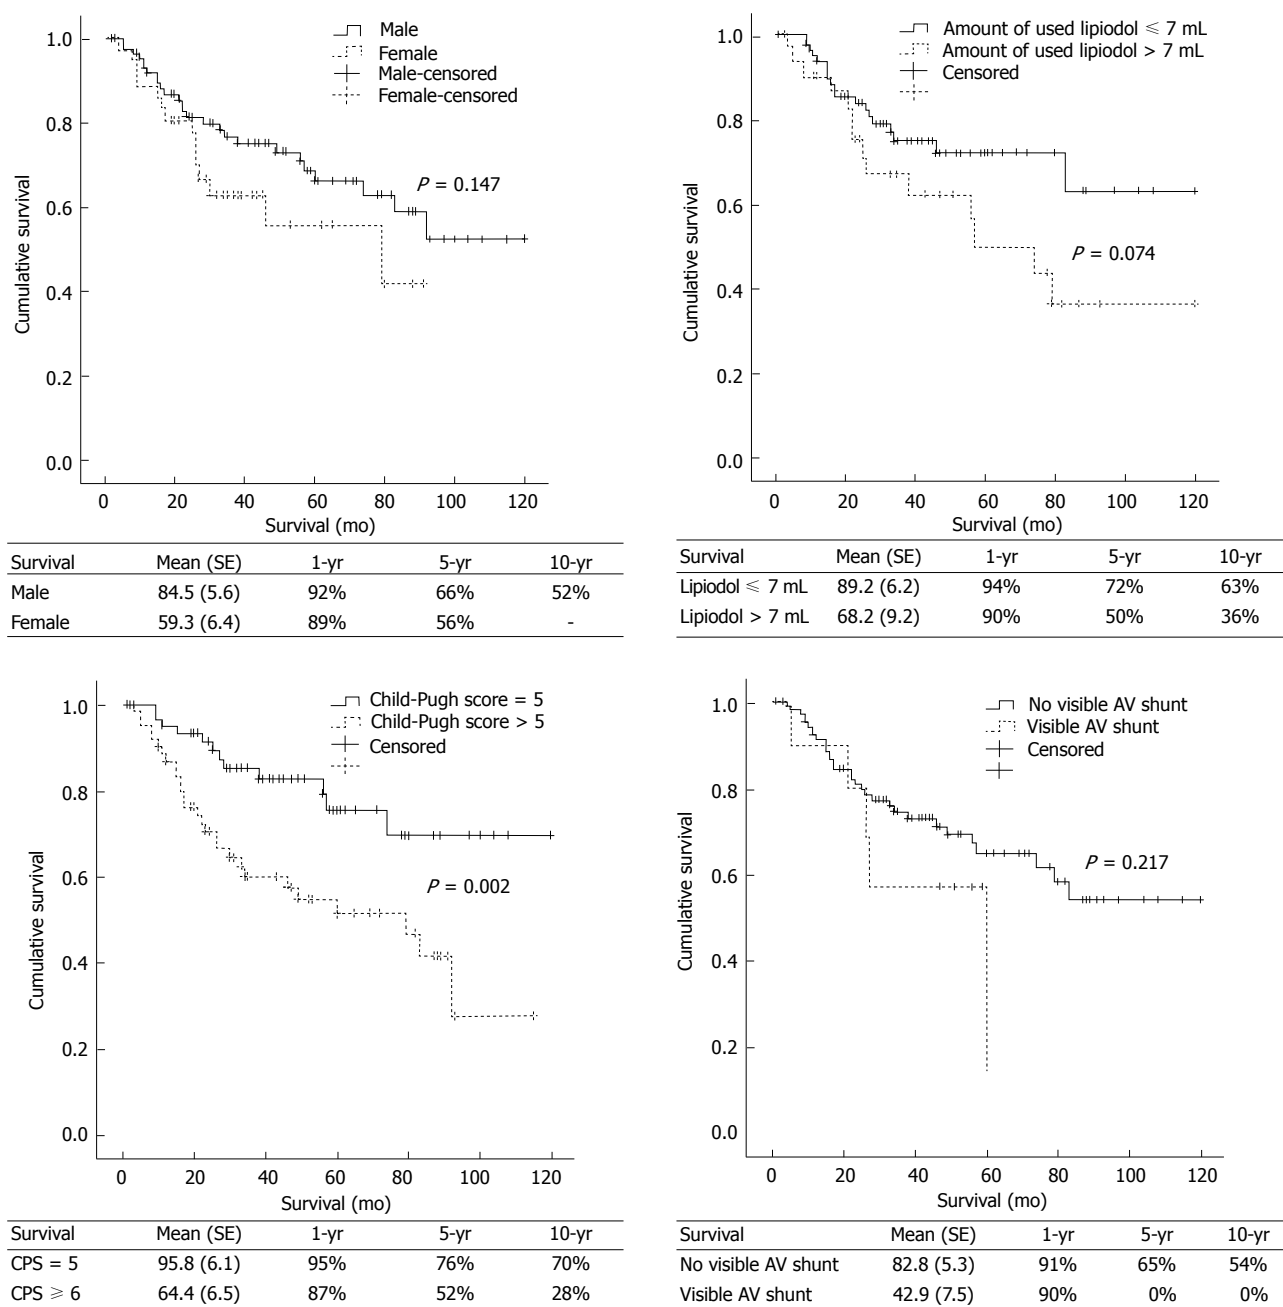 1.0
0.8
0.6
0.4
0.2
0.0
Cumulative survival
Male
Female
Male-censored
Female-censored
P = 0.147
0 20 40 60 80 100 120
Survival (mo)
Survival Mean (SE) 1-yr 5-yr 10-yr
Male 84.5 (5.6) 92% 66% 52%
Female 59.3 (6.4) 89% 56% -
1.0
0.8
0.6
0.4
0.2
0.0
Cumulative survival
Amount of used lipiodol ≤ 7 mL
Amount of used lipiodol > 7 mL
Censored
P = 0.074
0 20 40 60 80 100 120
Survival (mo)
Survival Mean (SE) 1-yr 5-yr 10-yr
Lipiodol ≤ 7 mL 89.2 (6.2) 94% 72% 63%
Lipiodol > 7 mL 68.2 (9.2) 90% 50% 36%
1.0
0.8
0.6
0.4
0.2
0.0
Cumulative survival
Child-Pugh score = 5
Child-Pugh score > 5
Censored
P = 0.002
0 20 40 60 80 100 120
Survival (mo)
Survival Mean (SE) 1-yr 5-yr 10-yr
CPS = 5 95.8 (6.1) 95% 76% 70%
CPS ≥ 6 64.4 (6.5) 87% 52% 28%
1.0
0.8
0.6
0.4
0.2
0.0
Cumulative survival
No visible AV shunt
Visible AV shunt
Censored
P = 0.217
0 20 40 60 80 100 120
Survival (mo)
Survival Mean (SE) 1-yr 5-yr 10-yr
No visible AV shunt 82.8 (5.3) 91% 65% 54%
Visible AV shunt 42.9 (7.5) 90% 0% 0%